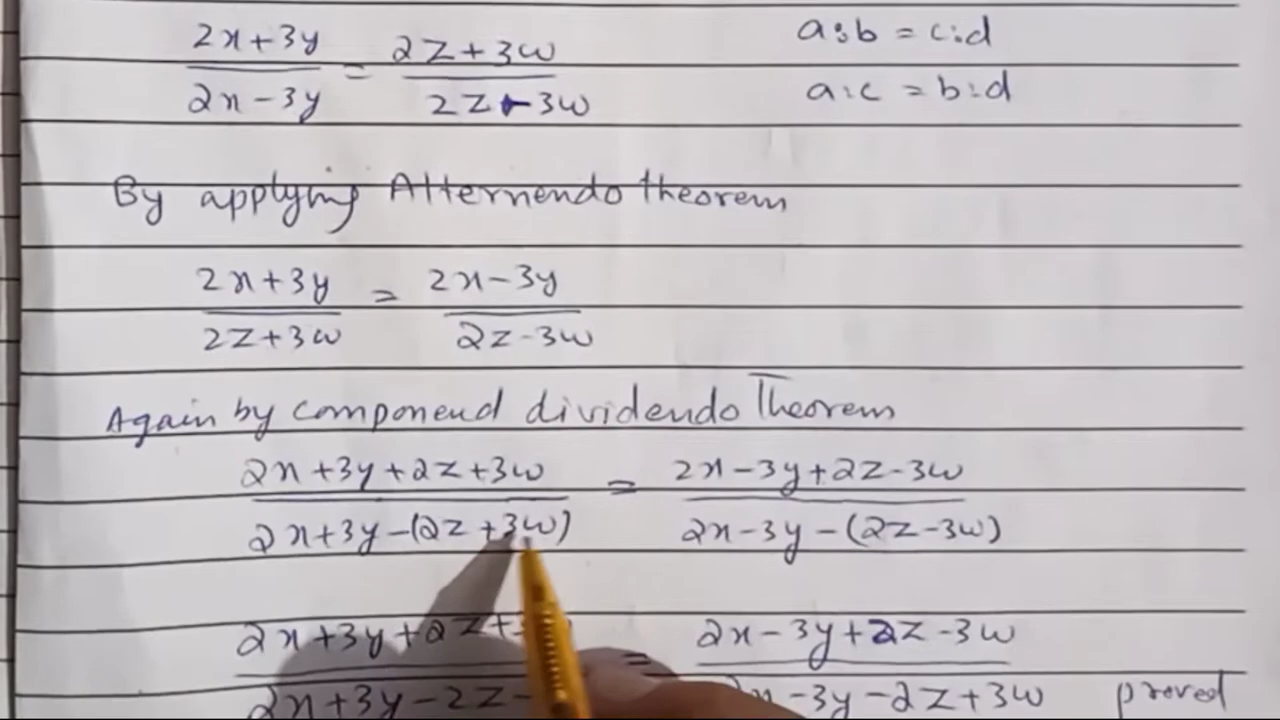 2x+3y / 2x-3y = 2z+3w / 2z-3w a:b = c:d
a:c = b:d
By applying Alternendo theorem
2x+3y / 2z+3w = 2x-3y / 2z-3w
Again by componend dividendo Theorem
2x+3y+2z+3w / 2x+3y-(2z+3w) = 2x-3y+2z-3w / 2x-3y-(2z-3w)
2x+3y+2z+ / 2x+3y-2z- = 2x-3y+2z-3w / -3y-2z+3w proved